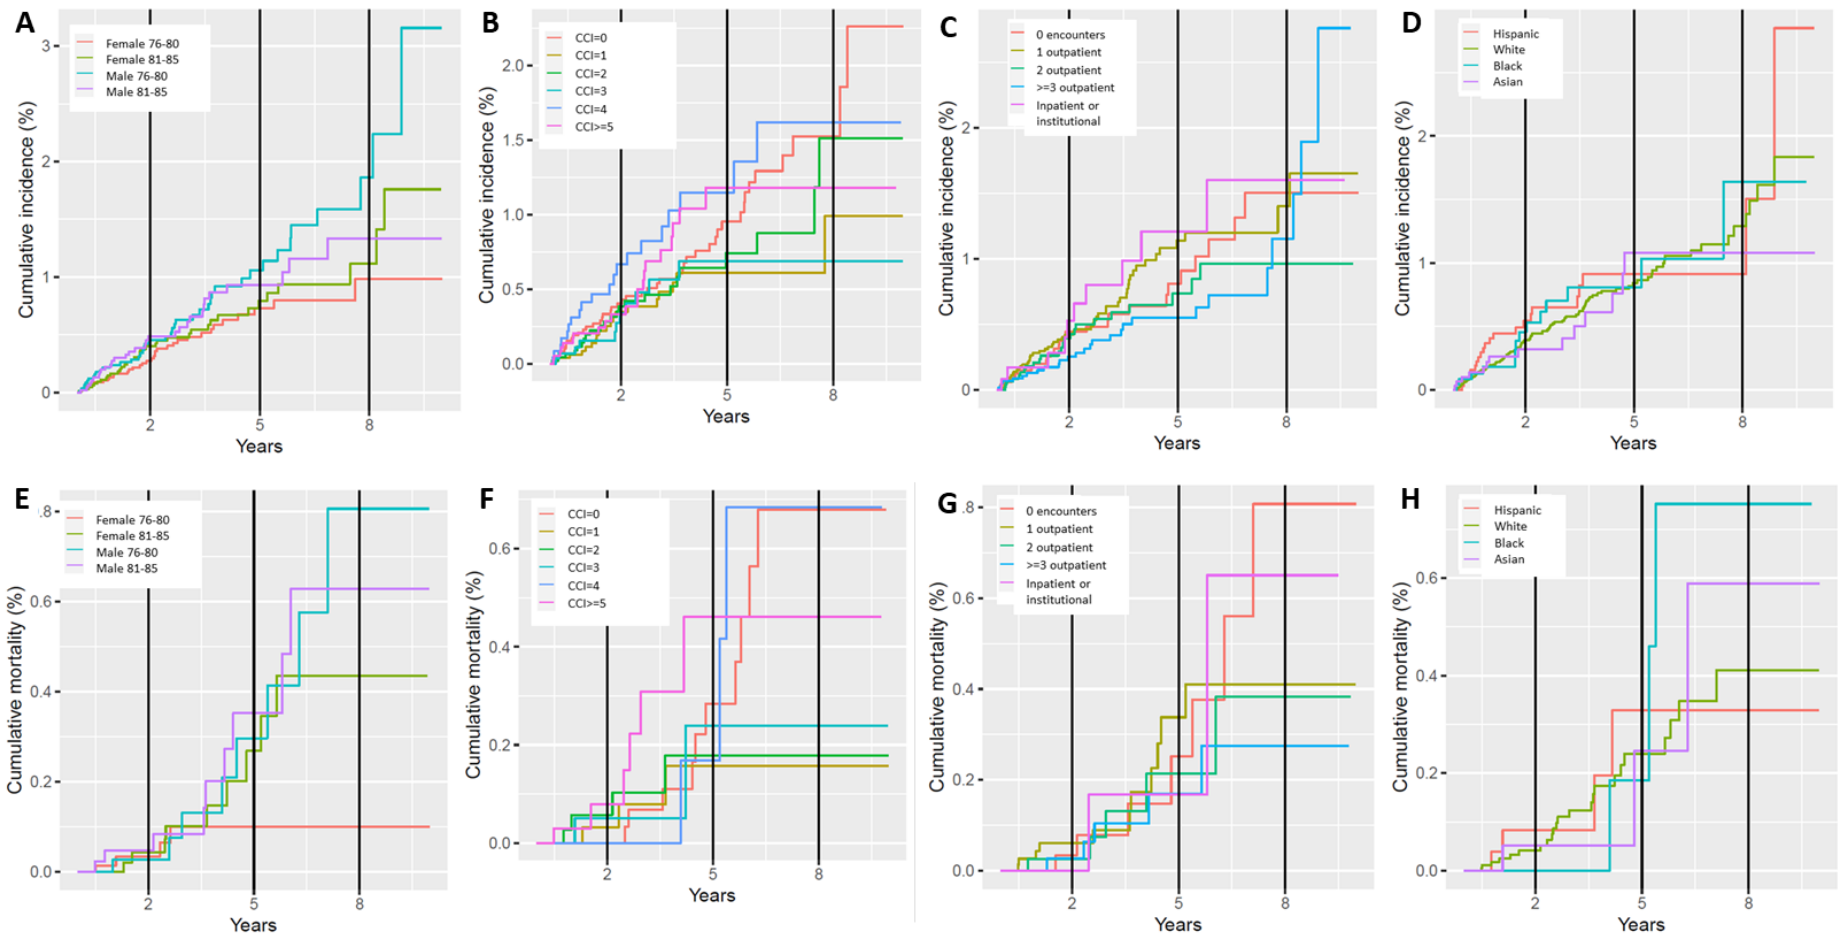 A
Cumulative incidence (%)
3
2
1
0
Female 76-80
Female 81-85
Male 76-80
Male 81-85
2 5 8
Years
B
Cumulative incidence (%)
2.0
1.5
1.0
0.5
0.0
CCI=0
CCI=1
CCI=2
CCI=3
CCI=4
CCI>=5
2 5 8
Years
C
Cumulative incidence (%)
2
1
0
0 encounters
1 outpatient
2 outpatient
>=3 outpatient
Inpatient or
institutional
2 5 8
Years
D
Cumulative incidence (%)
2
1
0
Hispanic
White
Black
Asian
2 5 8
Years
E
Cumulative mortality (%)
.8
0.6
0.4
0.2
0.0
Female 76-80
Female 81-85
Male 76-80
Male 81-85
2 5 8
Years
F
Cumulative mortality (%)
0.6
0.4
0.2
0.0
CCI=0
CCI=1
CCI=2
CCI=3
CCI=4
CCI>=5
2 5 8
Years
G
Cumulative mortality (%)
.8
0.6
0.4
0.2
0.0
0 encounters
1 outpatient
2 outpatient
>=3 outpatient
Inpatient or
institutional
2 5 8
Years
H
Cumulative mortality (%)
0.6
0.4
0.2
0.0
Hispanic
White
Black
Asian
2 5 8
Years